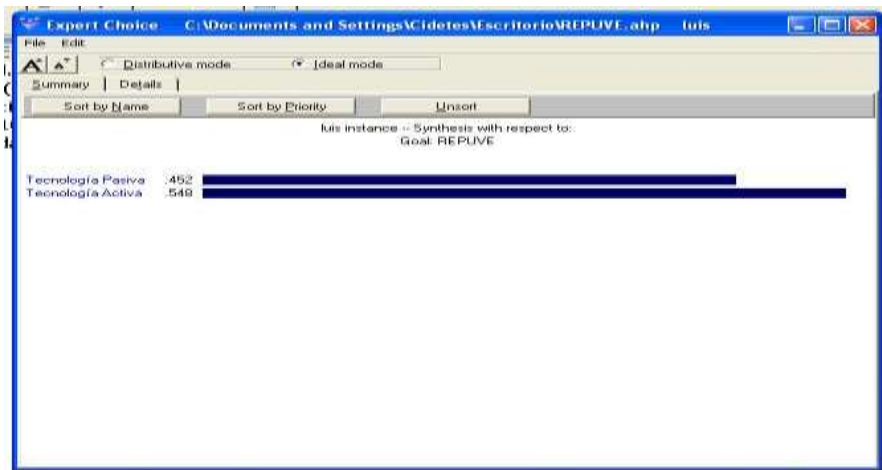 Expert Choice C:\Documents and Settings\Cidetes\Escritorio\REPUVE.ahp luis
File Edit
Distributive mode Ideal mode
Summary Details
Sort by Name Sort by Priority Unsort
luis instance -- Synthesis with respect to:
Goal: REPUVE
Tecnología Pasiva .452
Tecnología Activa .548